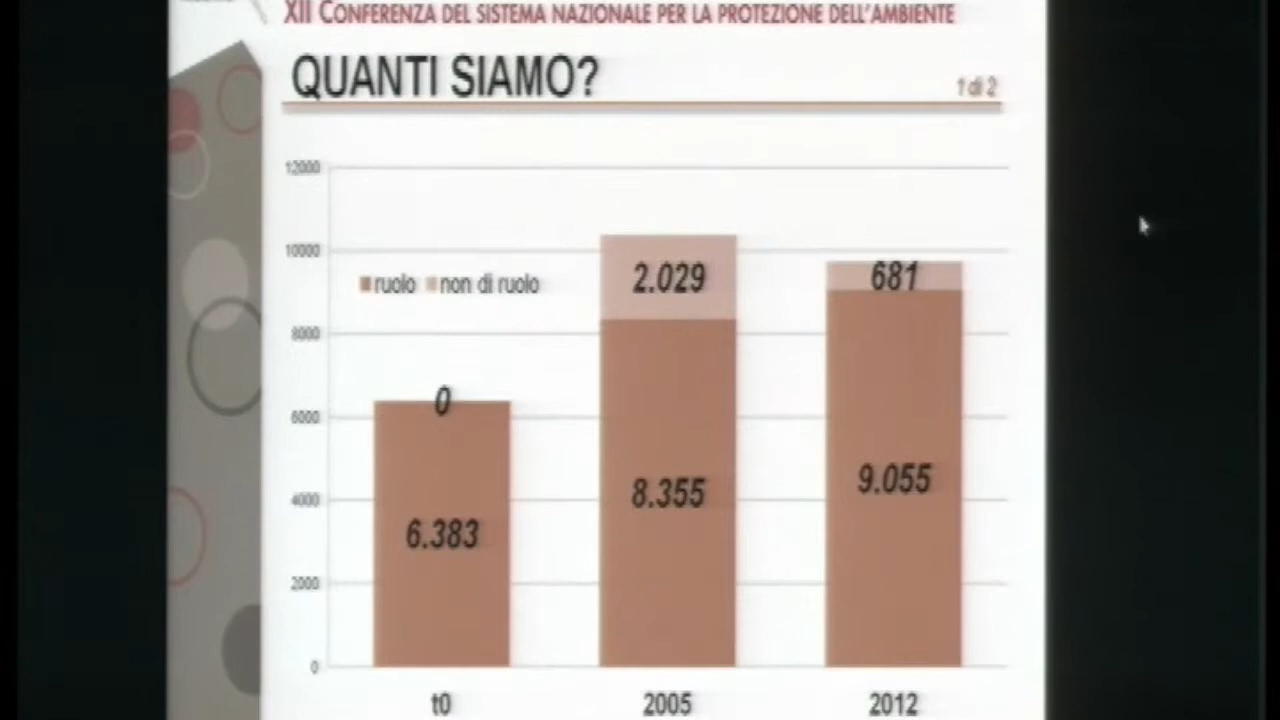 XII CONFERENZA DEL SISTEMA NAZIONALE PER LA PROTEZIONE DELL'AMBIENTE
QUANTI SIAMO?
1 di 2
12000
10000
8000
6000
4000
2000
0
ruolo non di ruolo
0
6.383
2.029
8.355
681
9.055
t0 2005 2012